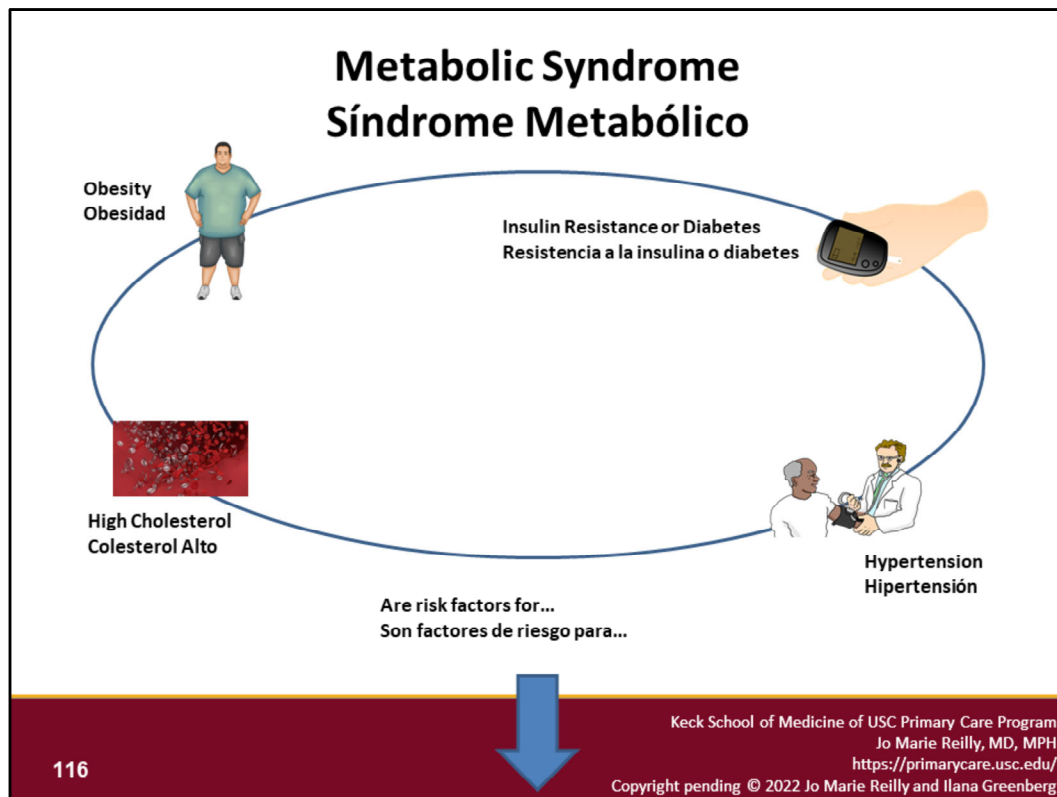 Metabolic Syndrome
Síndrome Metabólico
Obesity
Obesidad
Insulin Resistance or Diabetes
Resistencia a la insulina o diabetes
High Cholesterol
Colesterol Alto
Hypertension
Hipertensión
Are risk factors for...
Son factores de riesgo para...
116
Keck School of Medicine of USC Primary Care Program
Jo Marie Reilly, MD, MPH
https://primarycare.usc.edu/
Copyright pending © 2022 Jo Marie Reilly and Ilana Greenberg